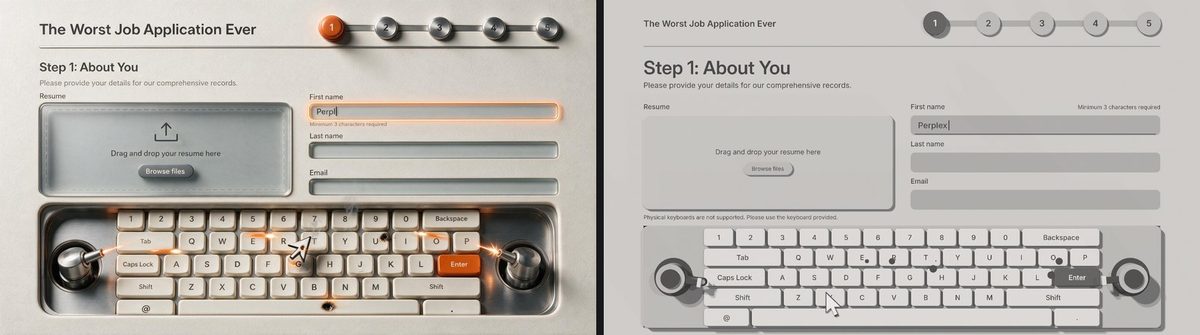 The Worst Job Application Ever
1 2 3 4 5
Step 1: About You
Please provide your details for our comprehensive records.
Resume
Drag and drop your resume here
Browse files
First name
Perpl
Minimum 3 characters required
Last name
Email
1 2 3 4 5 6 7 8 9 0 Backspace
Tab Q W E R T Y U I O P
Caps Lock A S D F G H J K L Enter
Shift Z X C V B N M Shift
@ .
The Worst Job Application Ever
1 2 3 4 5
Step 1: About You
Please provide your details for our comprehensive records.
Resume
Drag and drop your resume here
Browse files
First name
Minimum 3 characters required
Perplex
Last name
Email
Physical keyboards are not supported. Please use the keyboard provided.
1 2 3 4 5 6 7 8 9 0 Backspace
Tab Q W E R T Y U I O P
Caps Lock A S D F G H J K L Enter
Shift Z C V B N M Shift
@ .